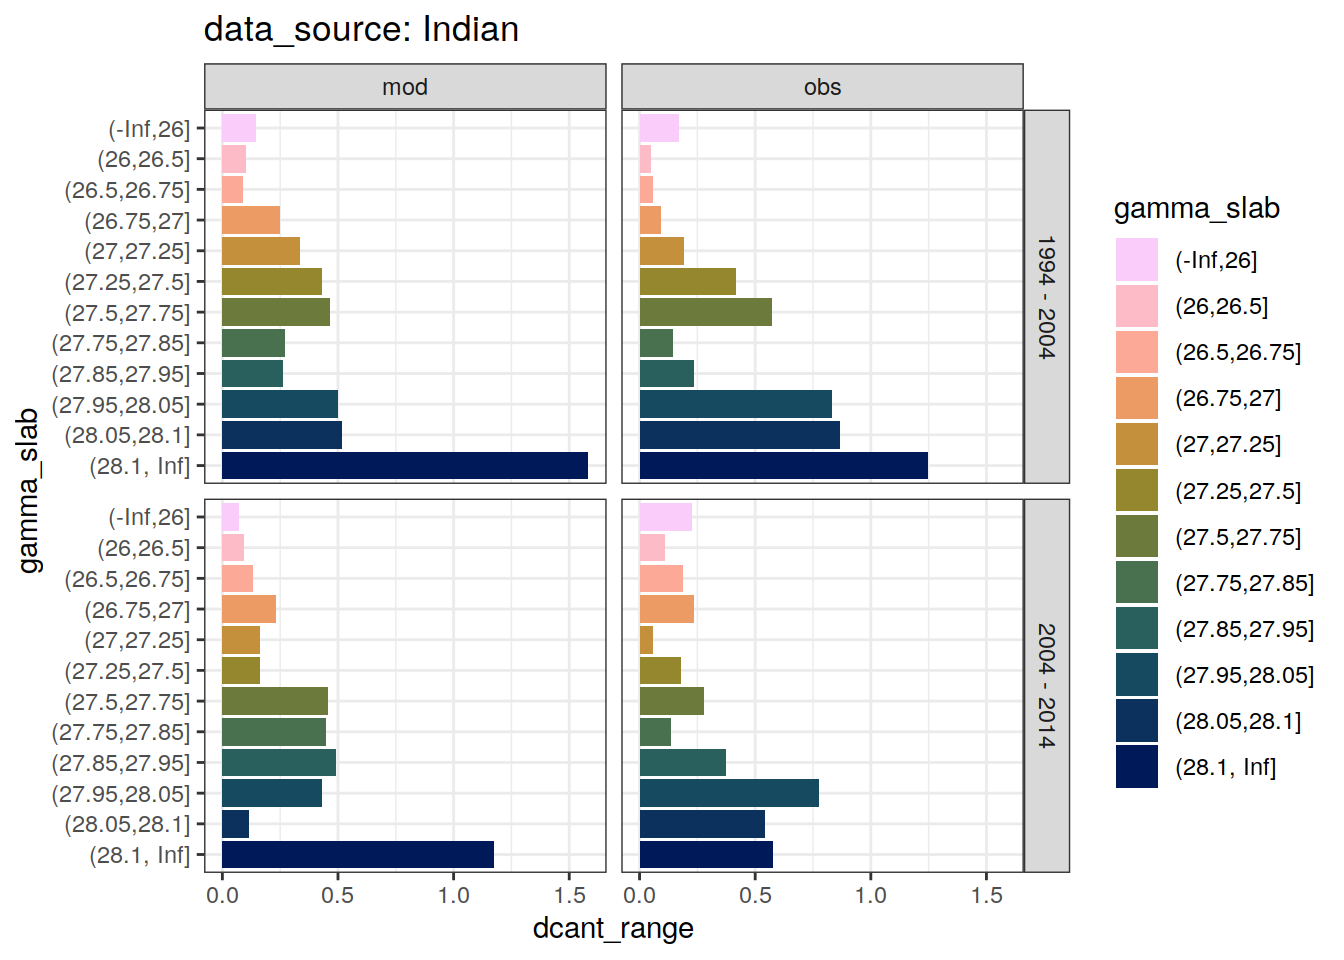 data_source: Indian
mod
obs
(-Inf,26]
(26,26.5]
(26.5,26.75]
(26.75,27]
(27,27.25]
(27.25,27.5]
(27.5,27.75]
(27.75,27.85]
(27.85,27.95]
(27.95,28.05]
(28.05,28.1]
(28.1, Inf]
1994 - 2004
(-Inf,26]
(26,26.5]
(26.5,26.75]
(26.75,27]
(27,27.25]
(27.25,27.5]
(27.5,27.75]
(27.75,27.85]
(27.85,27.95]
(27.95,28.05]
(28.05,28.1]
(28.1, Inf]
2004 - 2014
gamma_slab
0.0 0.5 1.0 1.5
0.0 0.5 1.0 1.5
dcant_range
gamma_slab
(-Inf,26]
(26,26.5]
(26.5,26.75]
(26.75,27]
(27,27.25]
(27.25,27.5]
(27.5,27.75]
(27.75,27.85]
(27.85,27.95]
(27.95,28.05]
(28.05,28.1]
(28.1, Inf]